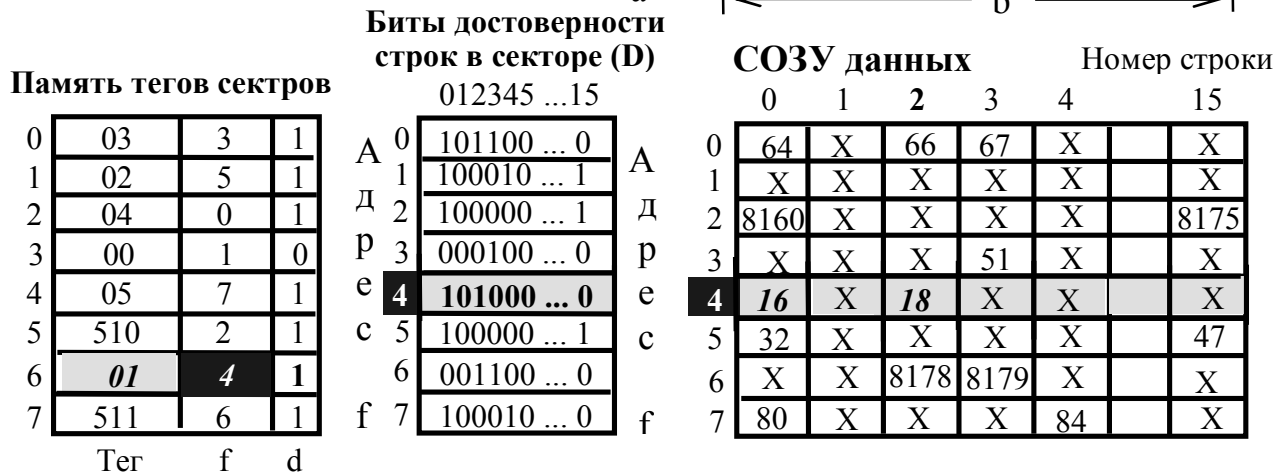 b
Биты достоверности
строк в секторе (D)
012345 ...15
Память тегов сектров
СОЗУ данных Номер строки
0 1 2 3 4 15
0 03 3 1
1 02 5 1
2 04 0 1
3 00 1 0
4 05 7 1
5 510 2 1
6 01 4 1
7 511 6 1
Тег f d
Адрес f
0 101100 ... 0
1 100010 ... 1
2 100000 ... 1
3 000100 ... 0
4 101000 ... 0
5 100000 ... 1
6 001100 ... 0
7 100010 ... 0
Адрес f
0 64 X 66 67 X X
1 X X X X X X
2 8160 X X X X 8175
3 X X X 51 X X
4 16 X 18 X X X
5 32 X X X X 47
6 X X 8178 8179 X X
7 80 X X X 84 X